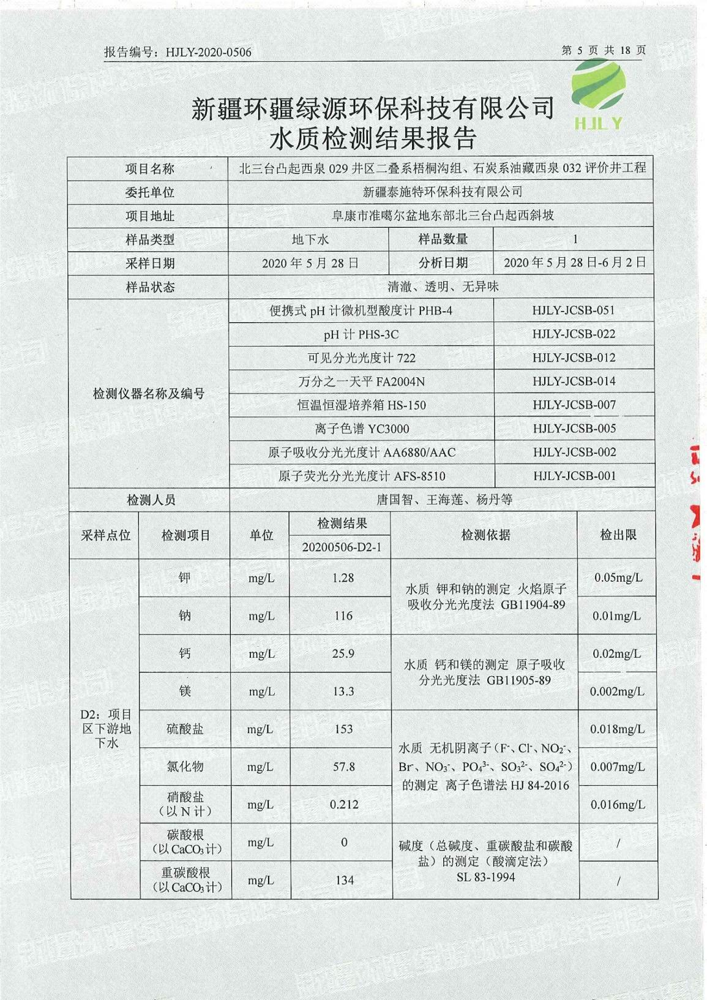 报告编号：HJLY-2020-0506
第 5 页 共 18 页
HJLY
新疆环疆绿源环保科技有限公司
水质检测结果报告
项目名称 北三台凸起西泉 029 井区二叠系梧桐沟组、石炭系油藏西泉 032 评价井工程
委托单位 新疆泰施特环保科技有限公司
项目地址 阜康市准噶尔盆地东部北三台凸起西斜坡
样品类型 地下水 样品数量 1
采样日期 2020 年 5 月 28 日 分析日期 2020 年 5 月 28 日-6 月 2 日
样品状态 清澈、透明、无异味
检测仪器名称及编号
便携式 pH 计微机型酸度计 PHB-4 HJLY-JCSB-051
pH 计 PHS-3C HJLY-JCSB-022
可见分光光度计 722 HJLY-JCSB-012
万分之一天平 FA2004N HJLY-JCSB-014
恒温恒湿培养箱 HS-150 HJLY-JCSB-007
离子色谱 YC3000 HJLY-JCSB-005
原子吸收分光光度计 AA6880/AAC HJLY-JCSB-002
原子荧光分光光度计 AFS-8510 HJLY-JCSB-001
检测人员 唐国智、王海莲、杨丹等
采样点位 检测项目 单位 检测结果 检测依据 检出限
20200506-D2-1
D2：项目
区下游地
下水
钾 mg/L 1.28 0.05mg/L
水质 钾和钠的测定 火焰原子
吸收分光光度法 GB11904-89
钠 mg/L 116 0.01mg/L
钙 mg/L 25.9 0.02mg/L
水质 钙和镁的测定 原子吸收
分光光度法 GB11905-89
镁 mg/L 13.3 0.002mg/L
硫酸盐 mg/L 153 0.018mg/L
水质 无机阴离子（F⁻、Cl⁻、NO₂⁻、
Br⁻、NO₃⁻、PO₄³⁻、SO₃²⁻、SO₄²⁻）
的测定 离子色谱法 HJ 84-2016
氯化物 mg/L 57.8 0.007mg/L
硝酸盐
（以 N 计） mg/L 0.212 0.016mg/L
碳酸根
（以 CaCO₃ 计） mg/L 0 /
碱度（总碱度、重碳酸盐和碳酸
盐）的测定（酸滴定法）
SL 83-1994
重碳酸根
（以 CaCO₃ 计） mg/L 134 /